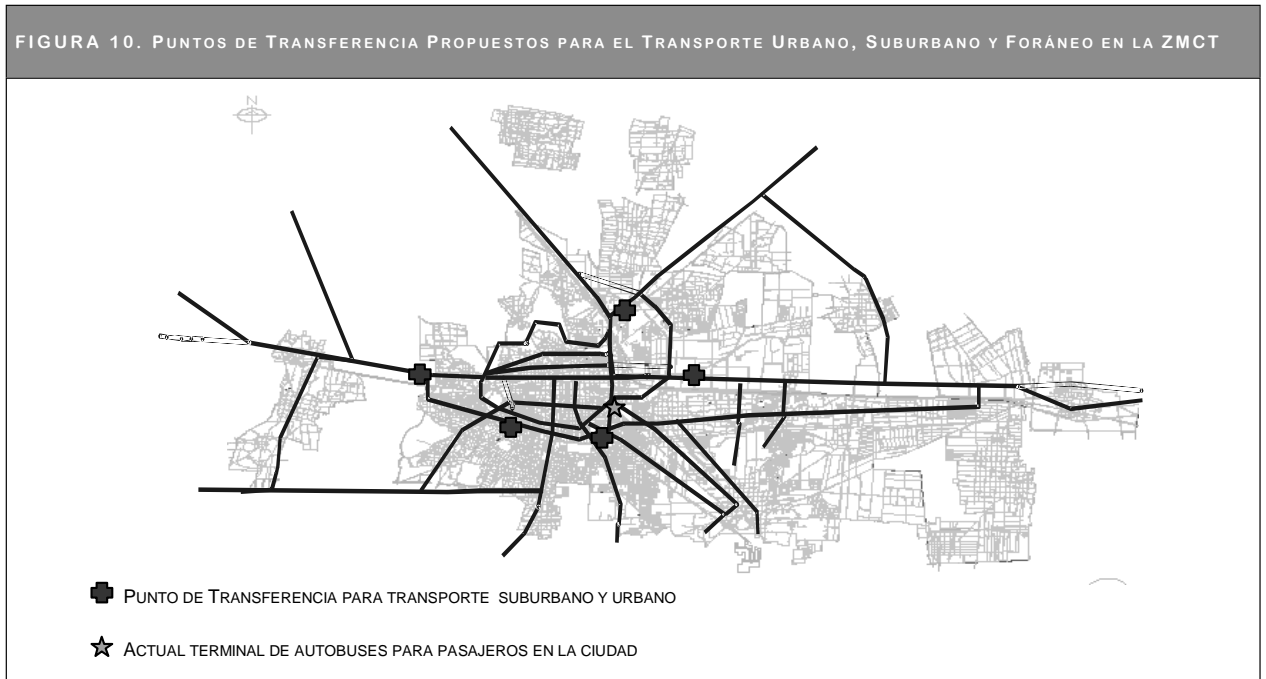 FIGURA 10. PUNTOS DE TRANSFERENCIA PROPUESTOS PARA EL TRANSPORTE URBANO, SUBURBANO Y FORÁNEO EN LA ZMCT
N
PUNTO DE TRANSFERENCIA PARA TRANSPORTE SUBURBANO Y URBANO
ACTUAL TERMINAL DE AUTOBUSES PARA PASAJEROS EN LA CIUDAD